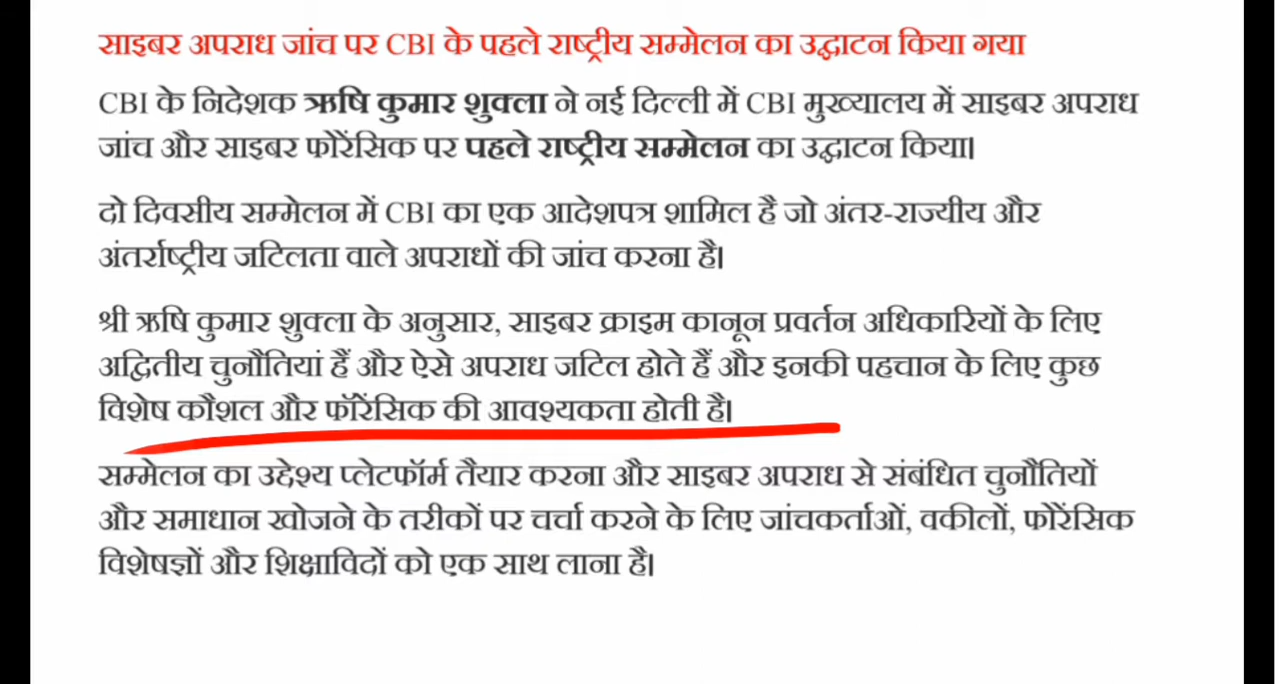 साइबर अपराध जांच पर CBI के पहले राष्ट्रीय सम्मेलन का उद्घाटन किया गया
CBI के निदेशक ऋषि कुमार शुक्ला ने नई दिल्ली में CBI मुख्यालय में साइबर अपराध
जांच और साइबर फोरेंसिक पर पहले राष्ट्रीय सम्मेलन का उद्घाटन किया।
दो दिवसीय सम्मेलन में CBI का एक आदेशपत्र शामिल है जो अंतर-राज्यीय और
अंतर्राष्ट्रीय जटिलता वाले अपराधों की जांच करना है।
श्री ऋषि कुमार शुक्ला के अनुसार, साइबर क्राइम कानून प्रवर्तन अधिकारियों के लिए
अद्वितीय चुनौतियां हैं और ऐसे अपराध जटिल होते हैं और इनकी पहचान के लिए कुछ
विशेष कौशल और फॉरेंसिक की आवश्यकता होती है।
सम्मेलन का उद्देश्य प्लेटफॉर्म तैयार करना और साइबर अपराध से संबंधित चुनौतियों
और समाधान खोजने के तरीकों पर चर्चा करने के लिए जांचकर्ताओं, वकीलों, फोरेंसिक
विशेषज्ञों और शिक्षाविदों को एक साथ लाना है।